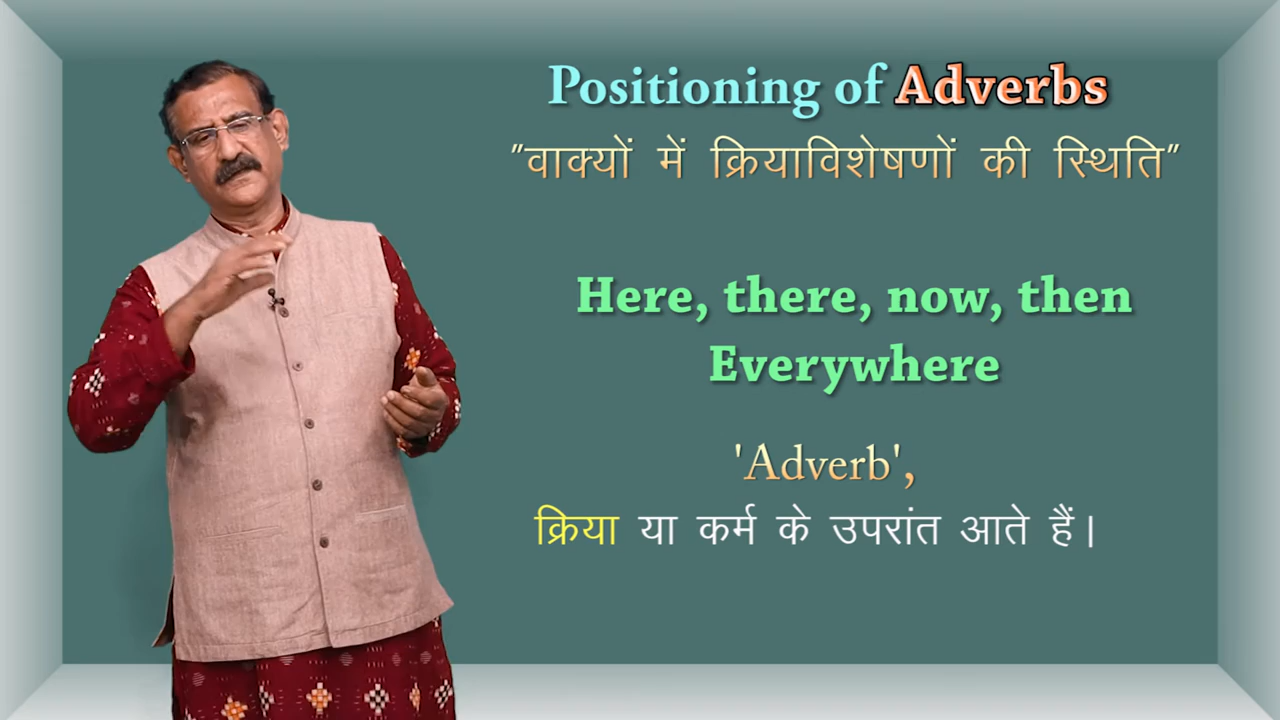 Positioning of Adverbs
"वाक्यों में क्रियाविशेषणों की स्थिति"
Here, there, now, then
Everywhere
'Adverb',
क्रिया या कर्म के उपरांत आते हैं।